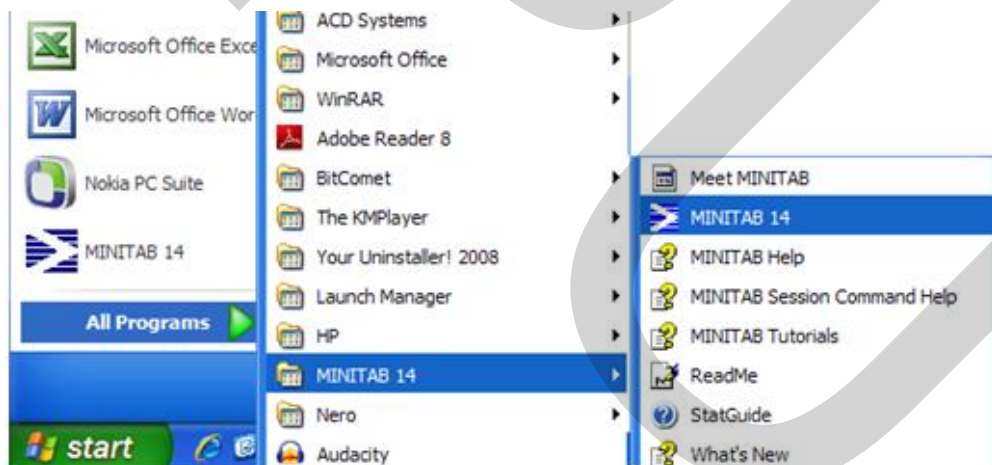 Microsoft Office Exce
Microsoft Office Wor
Nokia PC Suite
MINITAB 14
All Programs
start
ACD Systems
Microsoft Office
WinRAR
Adobe Reader 8
BitComet
The KMPlayer
Your Uninstaller! 2008
Launch Manager
HP
MINITAB 14
Nero
Audacity
Meet MINITAB
MINITAB 14
MINITAB Help
MINITAB Session Command Help
MINITAB Tutorials
ReadMe
StatGuide
What's New